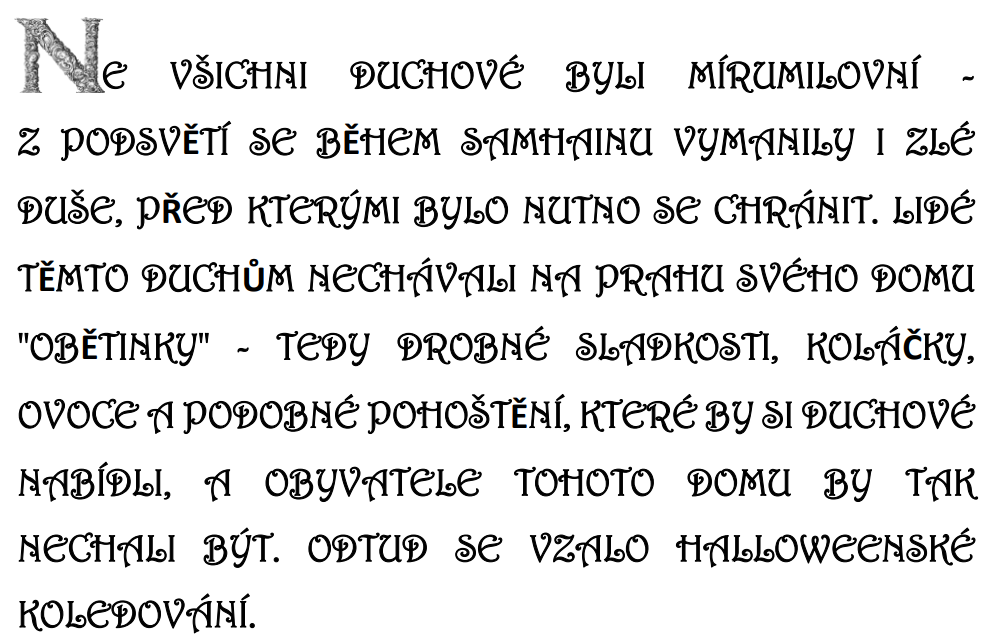 NE VŠICHNI DUCHOVÉ BYLI MÍRUMILOVNÍ -
Z PODSVĚTÍ SE BĚHEM SAMHAINU VYMANILY I ZLÉ
DUŠE, PŘED KTERÝMI BYLO NUTNO SE CHRÁNIT. LIDÉ
TĚMTO DUCHŮM NECHÁVALI NA PRAHU SVÉHO DOMU
"OBĚTINKY" - TEDY DROBNÉ SLADKOSTI, KOLÁČKY,
OVOCE A PODOBNÉ POHOŠTĚNÍ, KTERÉ BY SI DUCHOVÉ
NABÍDLI, A OBYVATELE TOHOTO DOMU BY TAK
NECHALI BÝT. ODTUD SE VZALO HALLOWEENSKÉ
KOLEDOVÁNÍ.